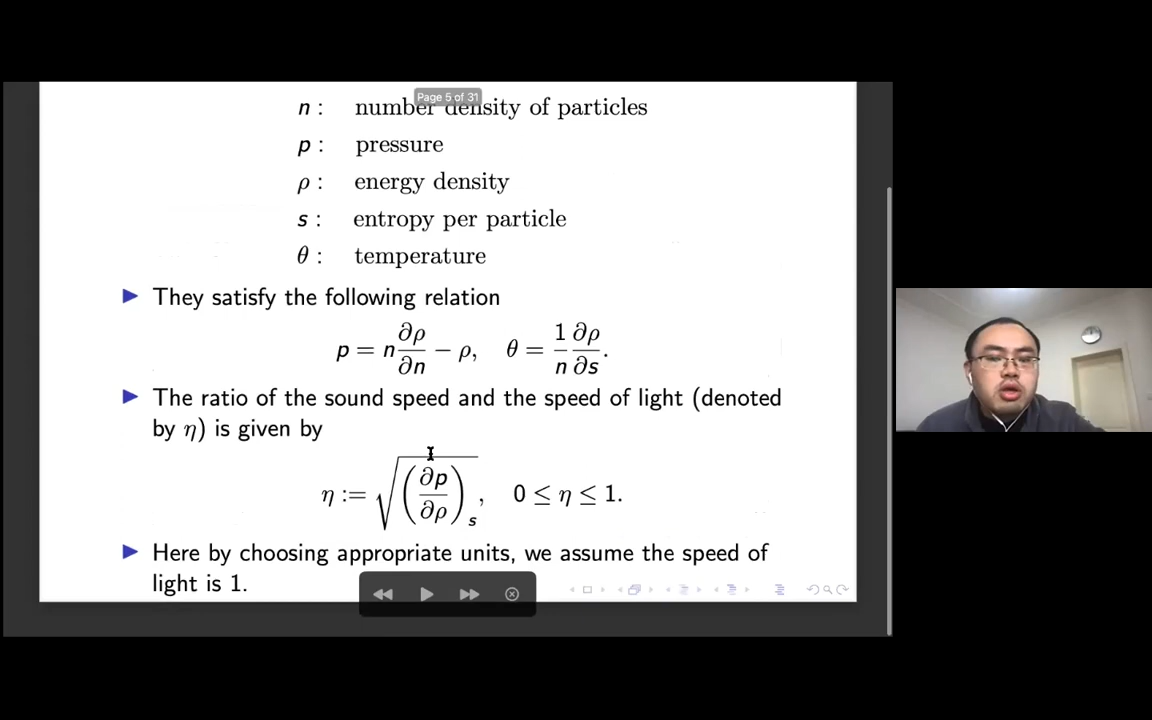 Page 5 of 31
n : number density of particles
p : pressure
ρ : energy density
s : entropy per particle
θ : temperature
▶ They satisfy the following relation
p = n ∂ρ/∂n − ρ, θ = 1/n ∂ρ/∂s.
▶ The ratio of the sound speed and the speed of light (denoted
by η) is given by
η := √(∂p/∂ρ)_s, 0 ≤ η ≤ 1.
▶ Here by choosing appropriate units, we assume the speed of
light is 1.